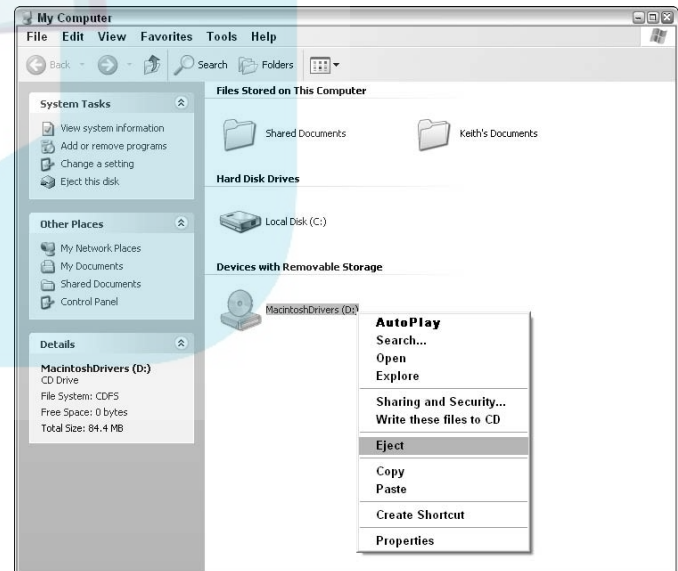 My Computer
File Edit View Favorites Tools Help
Back Search Folders
System Tasks
View system information
Add or remove programs
Change a setting
Eject this disk
Other Places
My Network Places
My Documents
Shared Documents
Control Panel
Details
MacintoshDrivers (D:)
CD Drive
File System: CDFS
Free Space: 0 bytes
Total Size: 84.4 MB
Files Stored on This Computer
Shared Documents
Keith's Documents
Hard Disk Drives
Local Disk (C:)
Devices with Removable Storage
MacintoshDrivers (D:)
AutoPlay
Search...
Open
Explore
Sharing and Security...
Write these files to CD
Eject
Copy
Paste
Create Shortcut
Properties